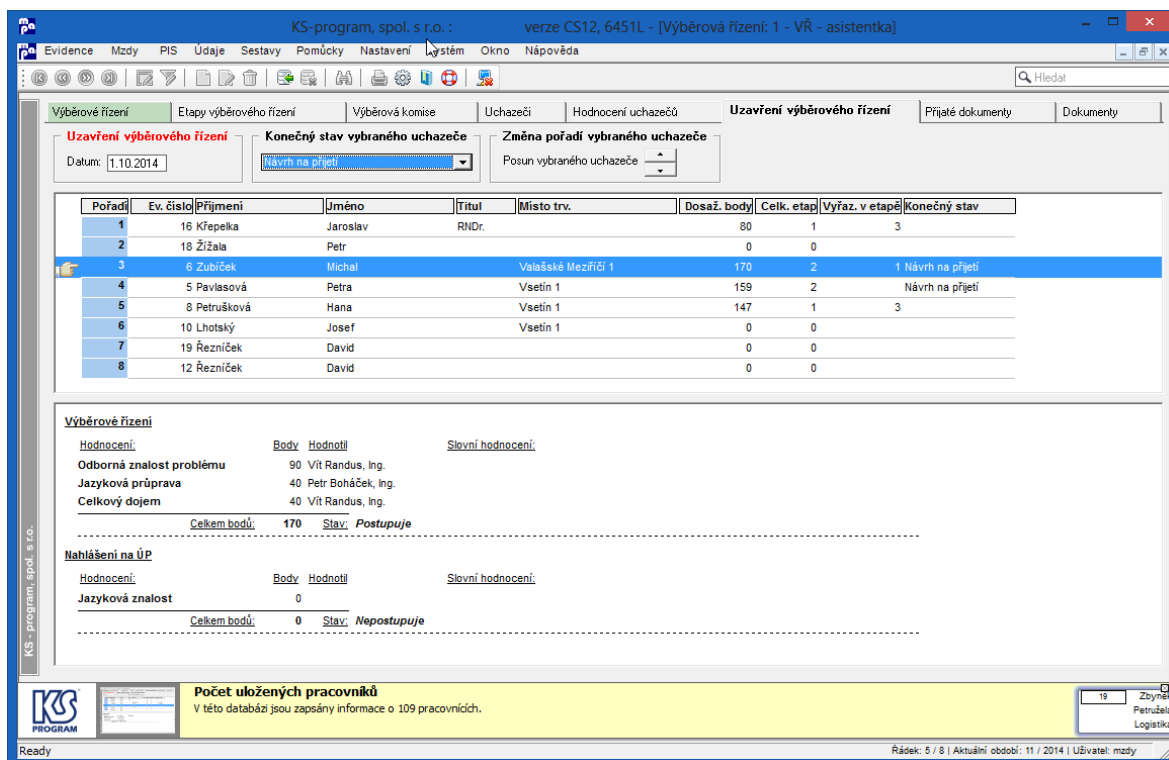 KS-program, spol. s r.o. : verze CS12, 6451L - [Výběrová řízení: 1 - VŘ - asistentka]
Evidence Mzdy PIS Údaje Sestavy Pomůcky Nastavení Systém Okno Nápověda
Hledat
Výběrové řízení Etapy výběrového řízení Výběrová komise Uchazeči Hodnocení uchazečů Uzavření výběrového řízení Přijaté dokumenty Dokumenty
Uzavření výběrového řízení Konečný stav vybraného uchazeče Změna pořadí vybraného uchazeče
Datum: 1.10.2014 Návrh na přijetí Posun vybraného uchazeče
Pořadí Ev. číslo Příjmení Jméno Titul Místo trv. Dosaž. body Celk. etap Vyřaz. v etapě Konečný stav
1 16 Křepelka Jaroslav RNDr. 80 1 3
2 18 Žížala Petr 0 0
3 6 Zubíček Michal Valašské Meziříčí 1 170 2 1 Návrh na přijetí
4 5 Pavlasová Petra Vsetín 1 159 2 Návrh na přijetí
5 8 Petrušková Hana Vsetín 1 147 1 3
6 10 Lhotský Josef Vsetín 1 0 0
7 19 Řezníček David 0 0
8 12 Řezníček David 0 0
Výběrové řízení
Hodnocení: Body Hodnotil Slovní hodnocení:
Odborná znalost problému 90 Vít Randus, Ing.
Jazyková průprava 40 Petr Boháček, Ing.
Celkový dojem 40 Vít Randus, Ing.
Celkem bodů: 170 Stav: Postupuje
Nahlášení na ÚP
Hodnocení: Body Hodnotil Slovní hodnocení:
Jazyková znalost 0
Celkem bodů: 0 Stav: Nepostupuje
KS - program, spol. s r.o.
KS PROGRAM
Počet uložených pracovníků
V této databázi jsou zapsány informace o 109 pracovnících.
19 Zbyněk
Petružela
Logistika
Ready Řádek: 5 / 8 | Aktuální období: 11 / 2014 | Uživatel: mzdy